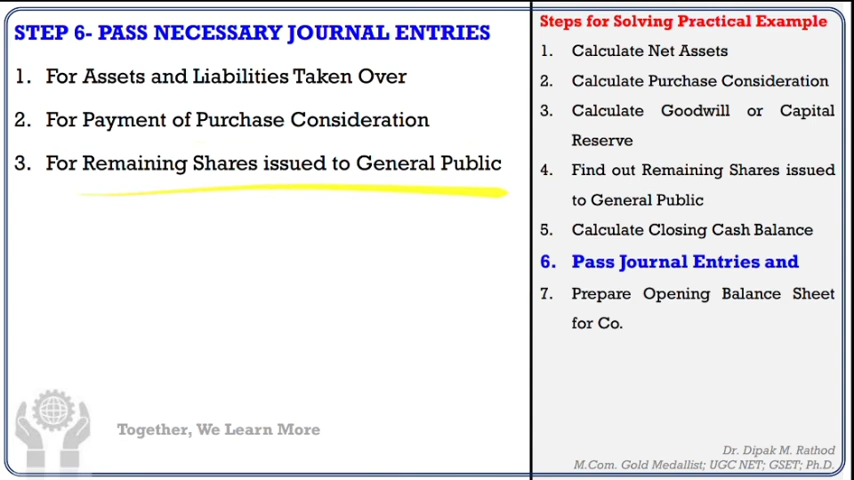 STEP 6- PASS NECESSARY JOURNAL ENTRIES
1. For Assets and Liabilities Taken Over
2. For Payment of Purchase Consideration
3. For Remaining Shares issued to General Public
Together, We Learn More
Steps for Solving Practical Example
1. Calculate Net Assets
2. Calculate Purchase Consideration
3. Calculate Goodwill or Capital
Reserve
4. Find out Remaining Shares issued
to General Public
5. Calculate Closing Cash Balance
6. Pass Journal Entries and
7. Prepare Opening Balance Sheet
for Co.
Dr. Dipak M. Rathod
M.Com. Gold Medallist; UGC NET; GSET; Ph.D.